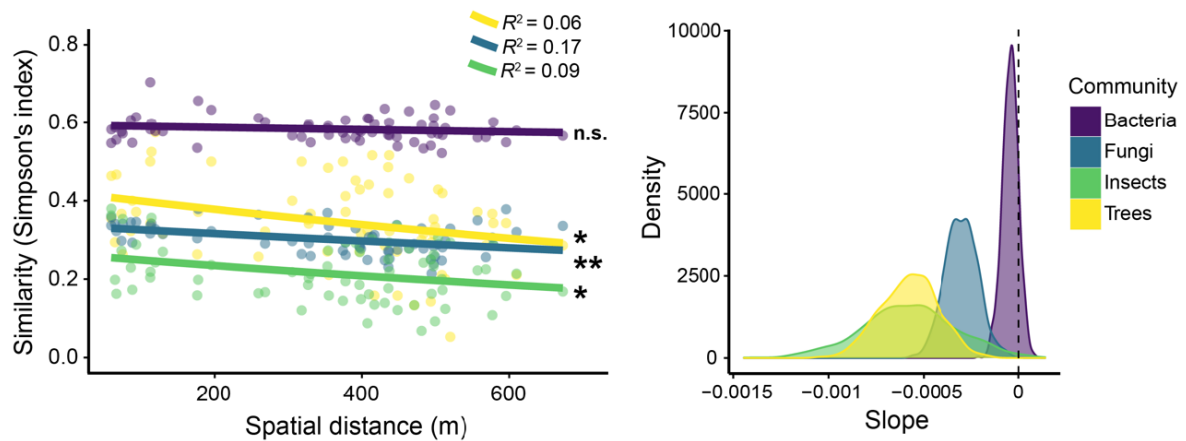 R² = 0.06
R² = 0.17
R² = 0.09
Similarity (Simpson's index)
0.8
0.6
0.4
0.2
0.0
n.s.
*
**
*
200
400
600
Spatial distance (m)
Density
10000
7500
5000
2500
0
−0.0015
−0.001
−0.0005
0
Slope
Community
Bacteria
Fungi
Insects
Trees